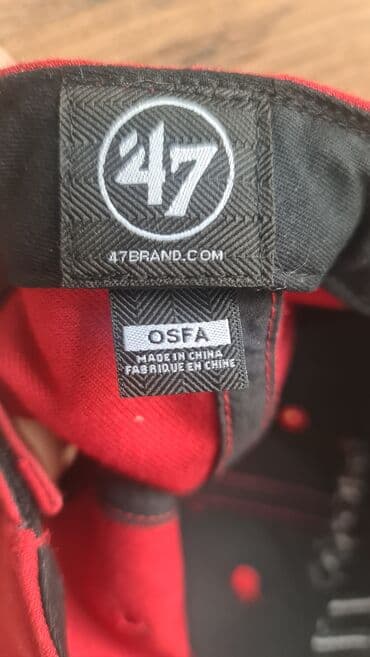 47
47BRAND.COM
OSFA
MADE IN CHINA
FABRIQUE EN CHINE